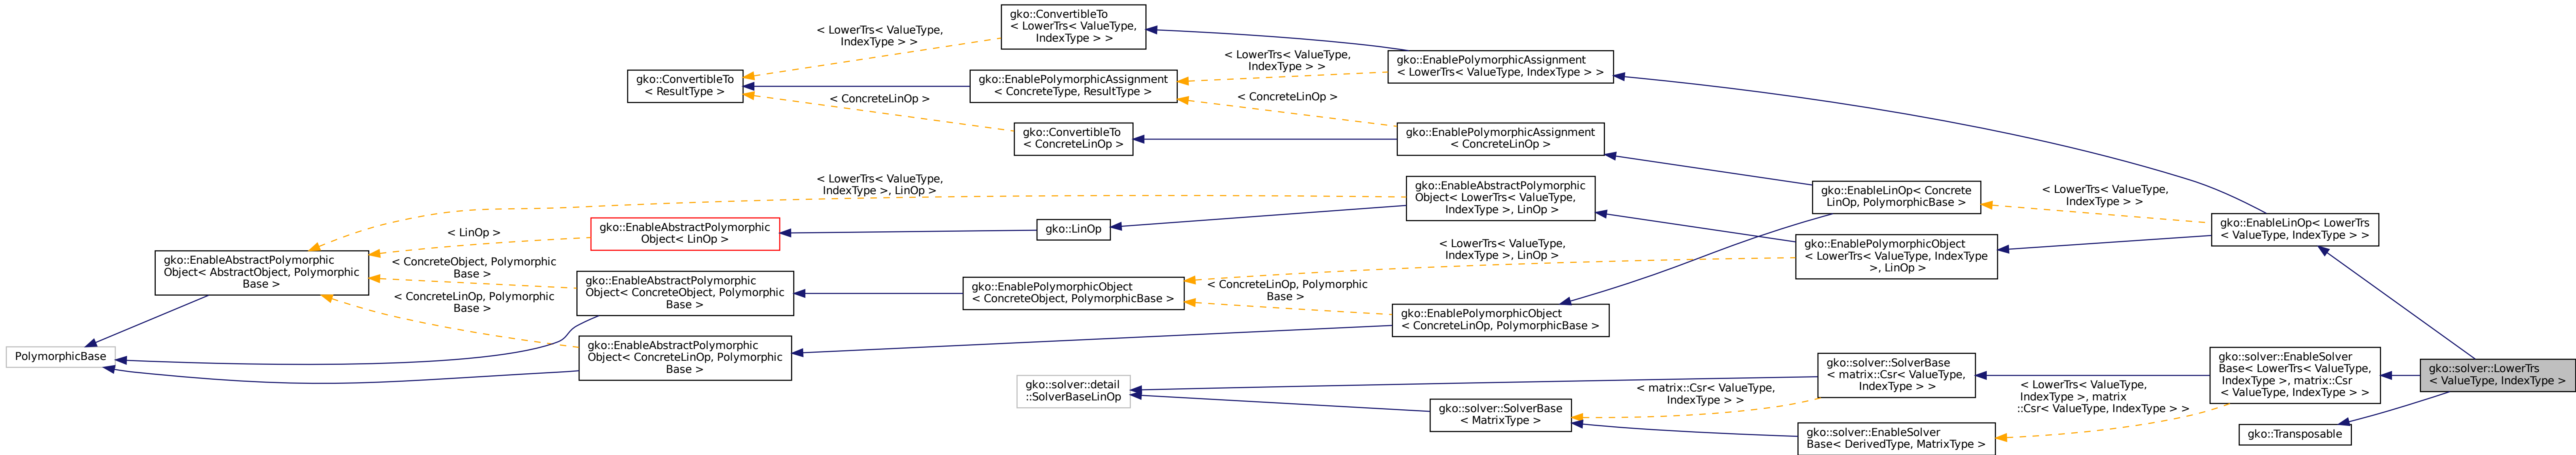 gko::ConvertibleTo
< LowerTrs< ValueType,
IndexType > >
< LowerTrs< ValueType,
IndexType > >
gko::ConvertibleTo
< ResultType >
gko::EnablePolymorphicAssignment
< ConcreteType, ResultType >
< LowerTrs< ValueType,
IndexType > >
gko::EnablePolymorphicAssignment
< LowerTrs< ValueType, IndexType > >
< ConcreteLinOp >
< ConcreteLinOp >
gko::ConvertibleTo
< ConcreteLinOp >
gko::EnablePolymorphicAssignment
< ConcreteLinOp >
< LowerTrs< ValueType,
IndexType >, LinOp >
gko::EnableAbstractPolymorphic
Object< LowerTrs< ValueType,
IndexType >, LinOp >
gko::EnableLinOp< Concrete
LinOp, PolymorphicBase >
< LowerTrs< ValueType,
IndexType > >
gko::EnableLinOp< LowerTrs
< ValueType, IndexType > >
< LinOp >
gko::EnableAbstractPolymorphic
Object< LinOp >
gko::LinOp
gko::EnableAbstractPolymorphic
Object< AbstractObject, Polymorphic
Base >
< ConcreteObject, Polymorphic
Base >
< LowerTrs< ValueType,
IndexType >, LinOp >
gko::EnablePolymorphicObject
< LowerTrs< ValueType, IndexType
>, LinOp >
gko::EnableAbstractPolymorphic
Object< ConcreteObject, Polymorphic
Base >
gko::EnablePolymorphicObject
< ConcreteObject, PolymorphicBase >
< ConcreteLinOp, Polymorphic
Base >
< ConcreteLinOp, Polymorphic
Base >
gko::EnablePolymorphicObject
< ConcreteLinOp, PolymorphicBase >
PolymorphicBase
gko::EnableAbstractPolymorphic
Object< ConcreteLinOp, Polymorphic
Base >
gko::solver::detail
::SolverBaseLinOp
< matrix::Csr< ValueType,
IndexType > >
gko::solver::SolverBase
< matrix::Csr< ValueType,
IndexType > >
gko::solver::EnableSolver
Base< LowerTrs< ValueType,
IndexType >, matrix::Csr
< ValueType, IndexType > >
gko::solver::LowerTrs
< ValueType, IndexType >
< LowerTrs< ValueType,
IndexType >, matrix
::Csr< ValueType, IndexType > >
gko::solver::SolverBase
< MatrixType >
gko::solver::EnableSolver
Base< DerivedType, MatrixType >
gko::Transposable